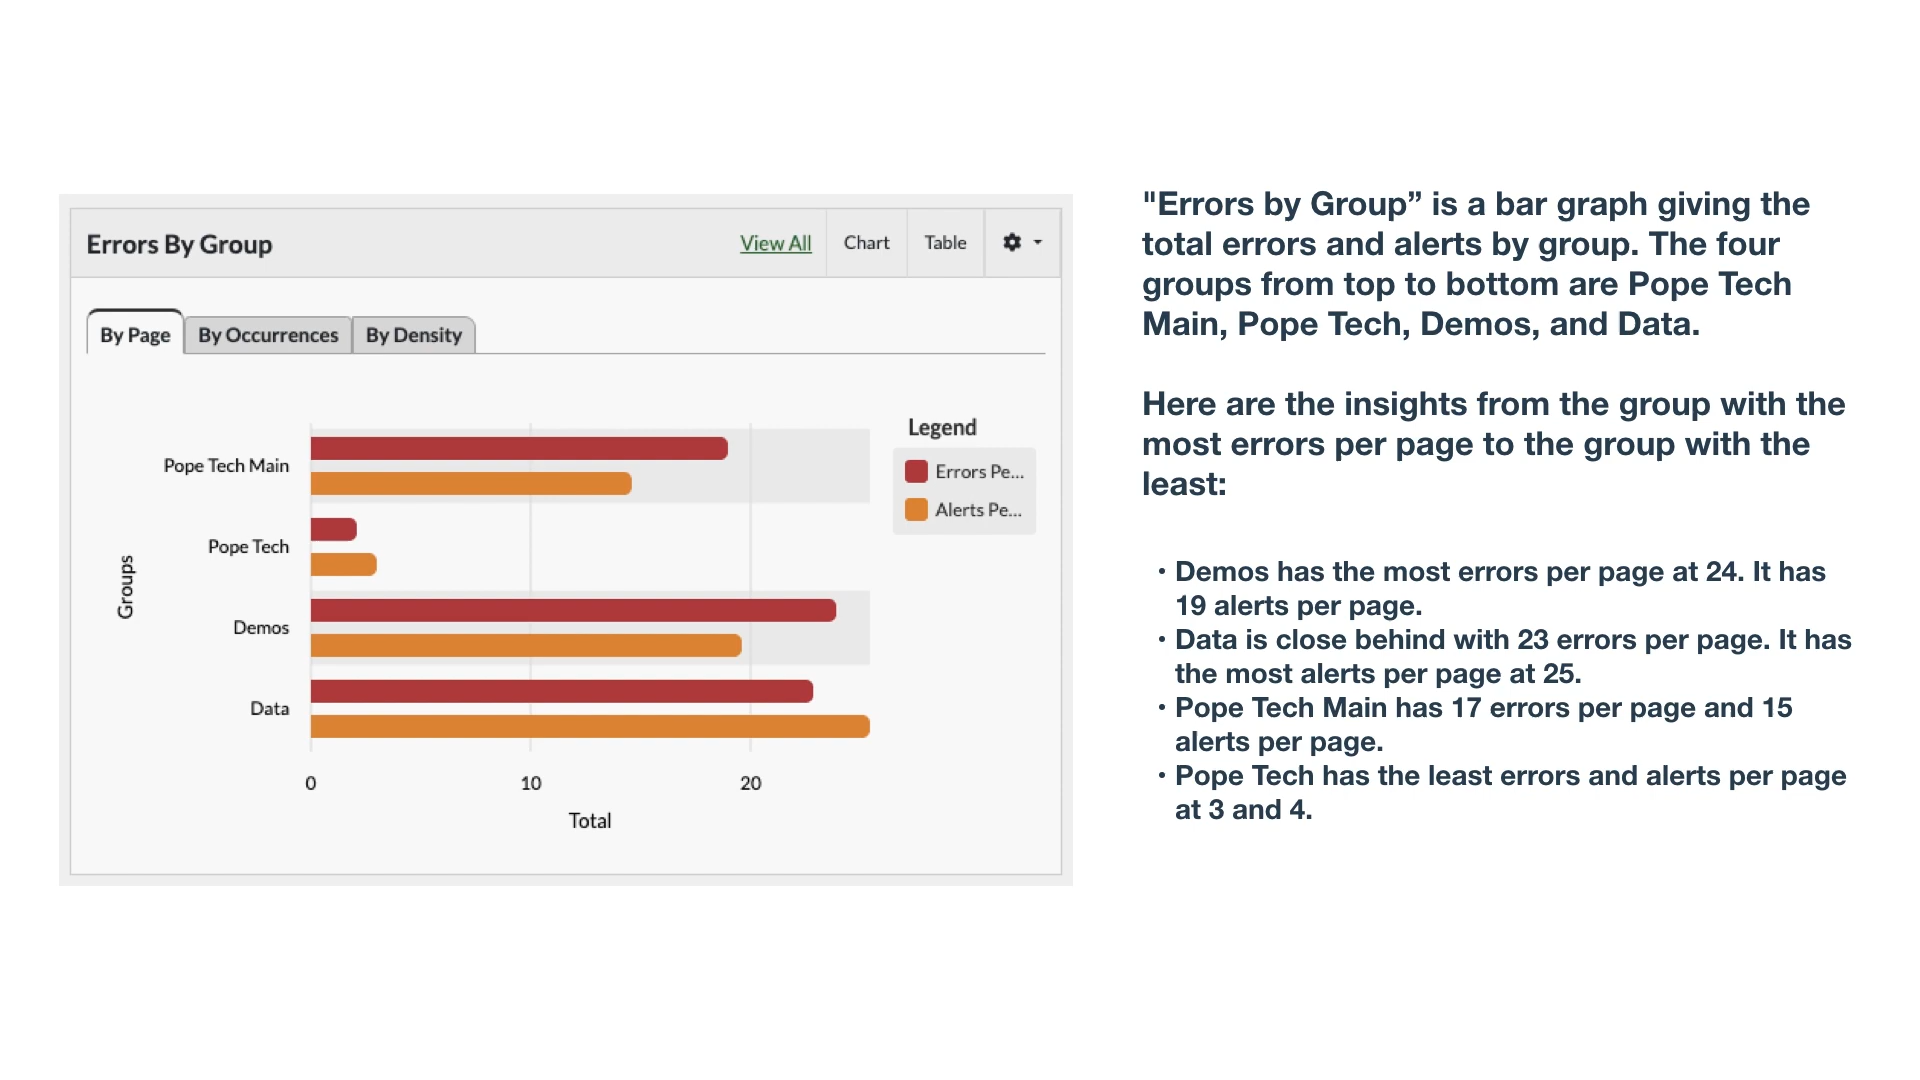 Errors By Group
View All
Chart
Table
By Page
By Occurrences
By Density
Legend
Errors Pe...
Alerts Pe...
Groups
Pope Tech Main
Pope Tech
Demos
Data
0
10
20
Total
"Errors by Group” is a bar graph giving the
total errors and alerts by group. The four
groups from top to bottom are Pope Tech
Main, Pope Tech, Demos, and Data.
Here are the insights from the group with the
most errors per page to the group with the
least:
• Demos has the most errors per page at 24. It has
19 alerts per page.
• Data is close behind with 23 errors per page. It has
the most alerts per page at 25.
• Pope Tech Main has 17 errors per page and 15
alerts per page.
• Pope Tech has the least errors and alerts per page
at 3 and 4.